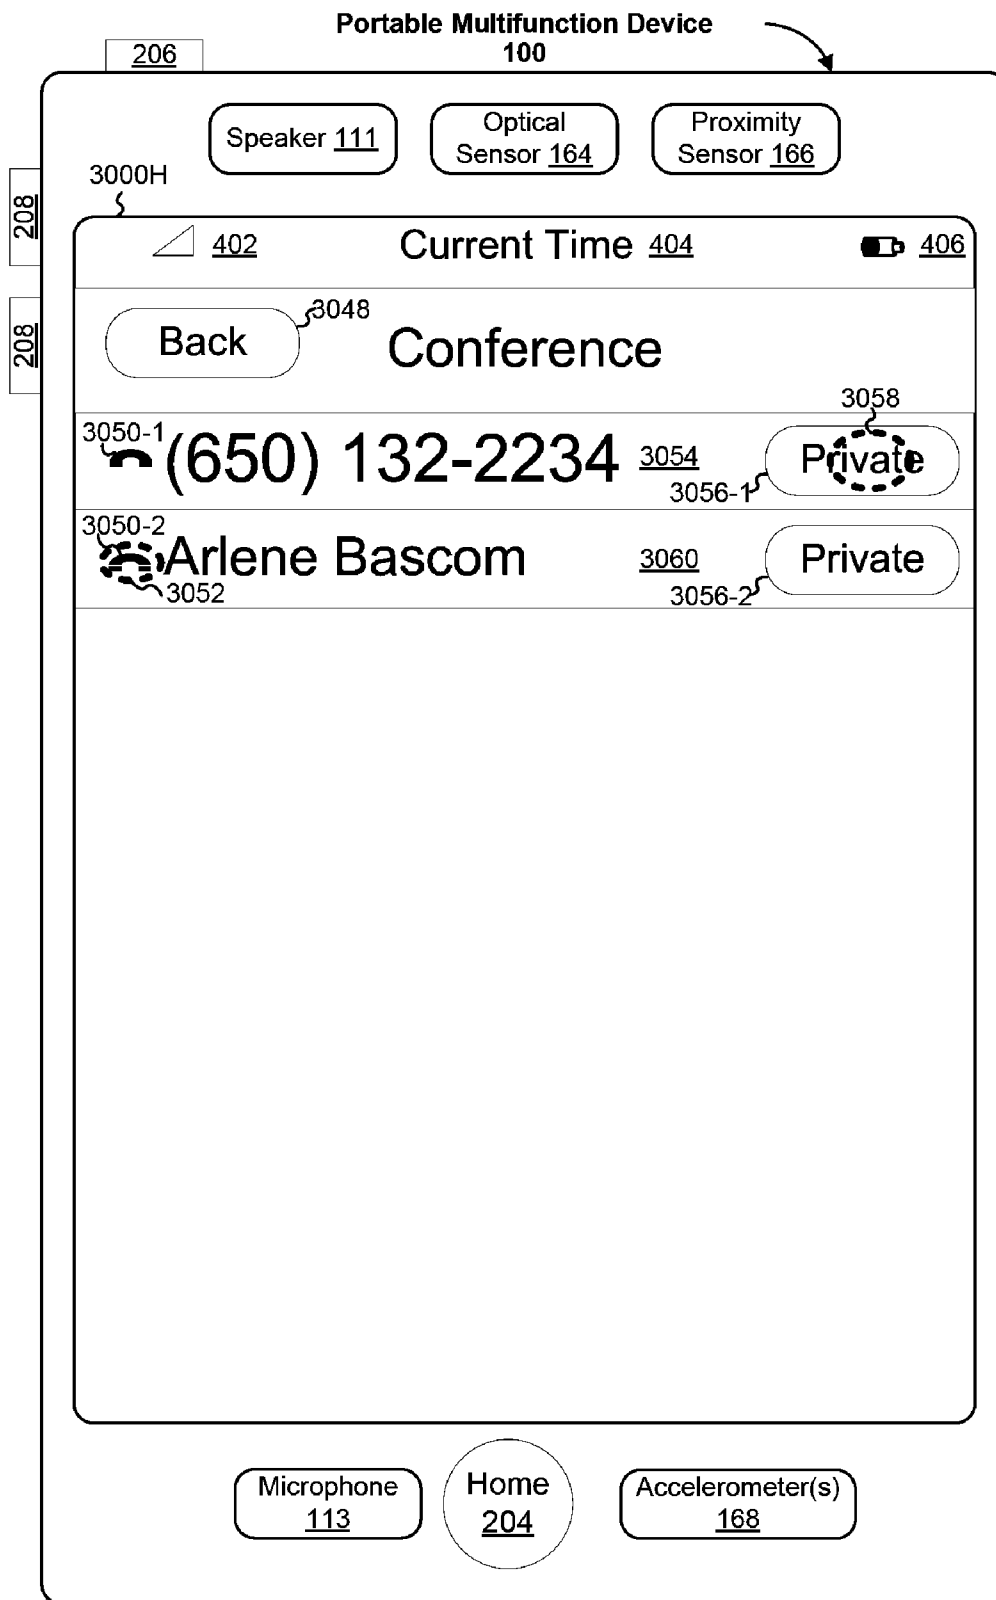 Portable Multifunction Device
100
206
Speaker 111
Optical
Sensor 164
Proximity
Sensor 166
3000H
208
402
Current Time 404
406
208
3048
Back
Conference
3058
3050-1
(650) 132-2234
3054
Private
3056-1
3050-2
Arlene Bascom
3060
Private
3052
3056-2
Microphone
113
Home
204
Accelerometer(s)
168